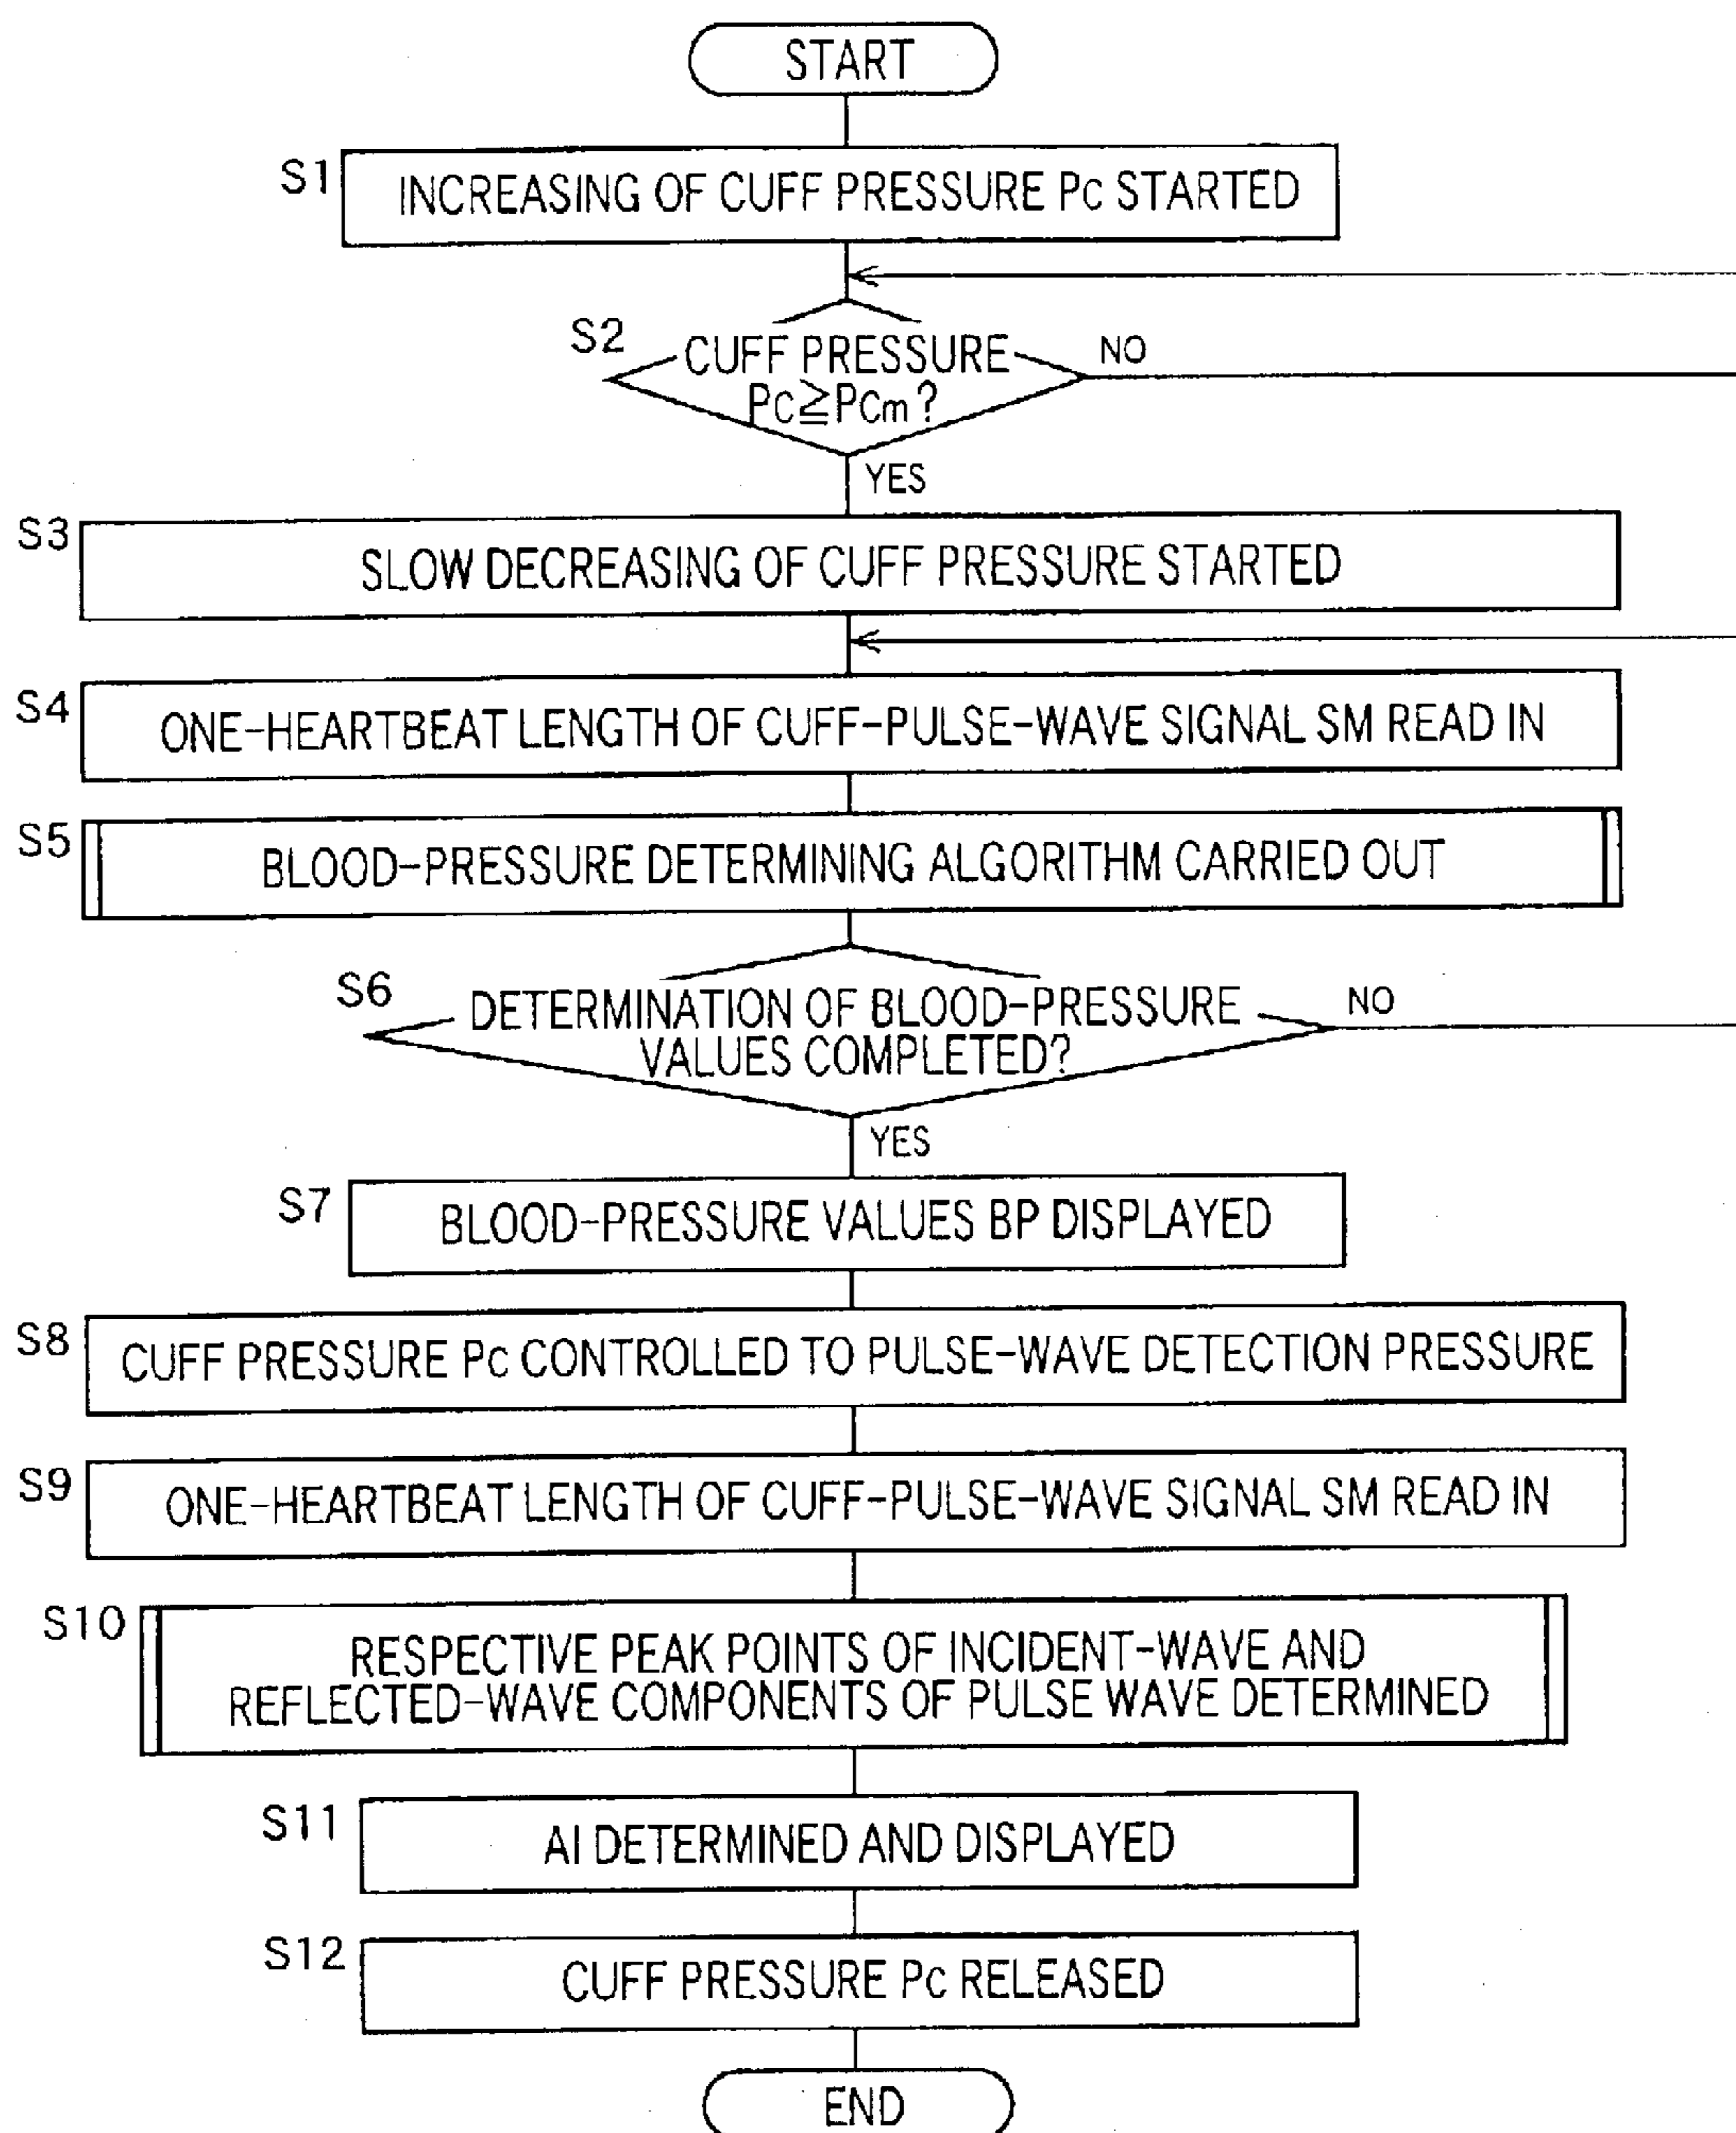 START
S1
INCREASING OF CUFF PRESSURE Pc STARTED
S2
CUFF PRESSURE
Pc≧Pcm?
NO
YES
S3
SLOW DECREASING OF CUFF PRESSURE STARTED
S4
ONE-HEARTBEAT LENGTH OF CUFF-PULSE-WAVE SIGNAL SM READ IN
S5
BLOOD-PRESSURE DETERMINING ALGORITHM CARRIED OUT
S6
DETERMINATION OF BLOOD-PRESSURE
VALUES COMPLETED?
NO
YES
S7
BLOOD-PRESSURE VALUES BP DISPLAYED
S8
CUFF PRESSURE Pc CONTROLLED TO PULSE-WAVE DETECTION PRESSURE
S9
ONE-HEARTBEAT LENGTH OF CUFF-PULSE-WAVE SIGNAL SM READ IN
S10
RESPECTIVE PEAK POINTS OF INCIDENT-WAVE AND
REFLECTED-WAVE COMPONENTS OF PULSE WAVE DETERMINED
S11
AI DETERMINED AND DISPLAYED
S12
CUFF PRESSURE Pc RELEASED
END